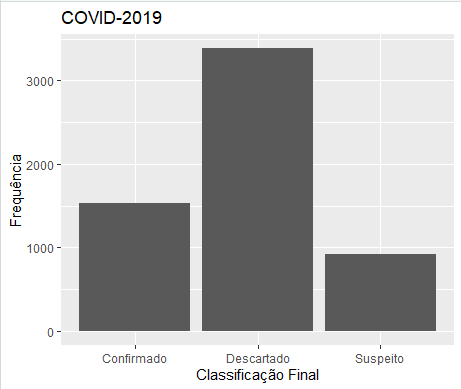 COVID-2019
Frequência
3000
2000
1000
0
Confirmado Descartado Suspeito
Classificação Final